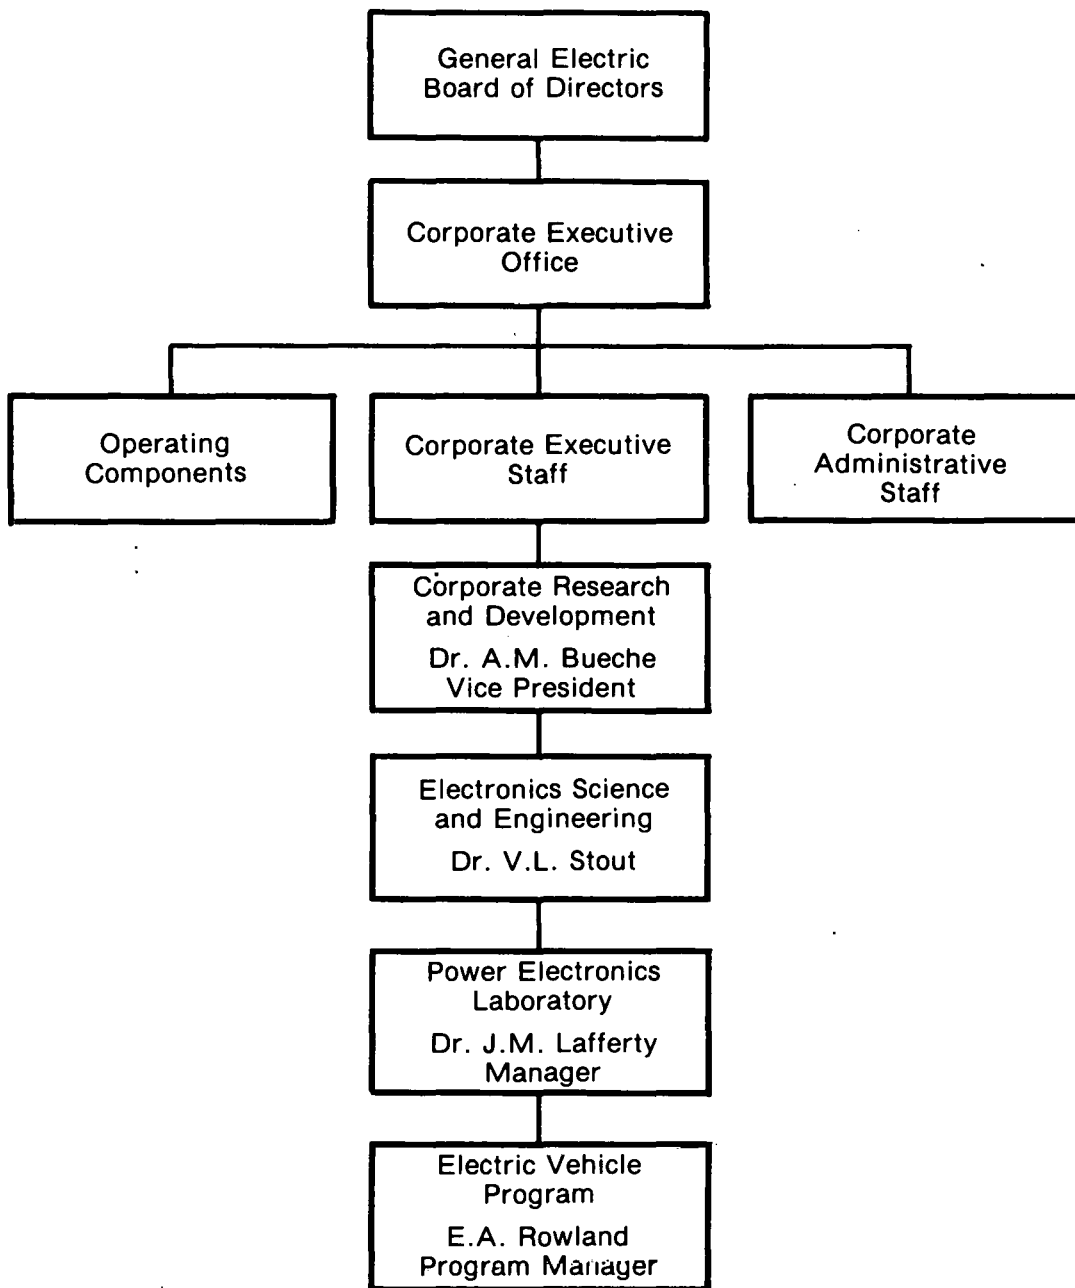 General Electric
Board of Directors
Corporate Executive
Office
Operating
Components
Corporate Executive
Staff
Corporate
Administrative
Staff
Corporate Research
and Development
Dr. A.M. Bueche
Vice President
Electronics Science
and Engineering
Dr. V.L. Stout
Power Electronics
Laboratory
Dr. J.M. Lafferty
Manager
Electric Vehicle
Program
E.A. Rowland
Program Manager